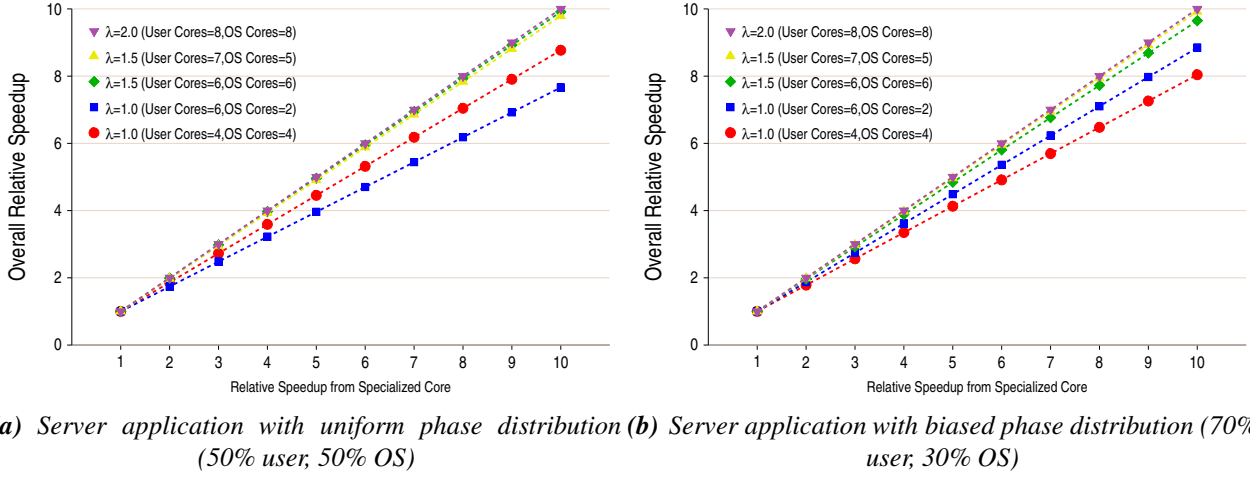 10
8
6
4
2
0
Overall Relative Speedup
λ=2.0 (User Cores=8,OS Cores=8)
λ=1.5 (User Cores=7,OS Cores=5)
λ=1.5 (User Cores=6,OS Cores=6)
λ=1.0 (User Cores=6,OS Cores=2)
λ=1.0 (User Cores=4,OS Cores=4)
1 2 3 4 5 6 7 8 9 10
Relative Speedup from Specialized Core
a) Server application with uniform phase distribution
(50% user, 50% OS)
10
8
6
4
2
0
Overall Relative Speedup
λ=2.0 (User Cores=8,OS Cores=8)
λ=1.5 (User Cores=7,OS Cores=5)
λ=1.5 (User Cores=6,OS Cores=6)
λ=1.0 (User Cores=6,OS Cores=2)
λ=1.0 (User Cores=4,OS Cores=4)
1 2 3 4 5 6 7 8 9 10
Relative Speedup from Specialized Core
(b) Server application with biased phase distribution (70%
user, 30% OS)